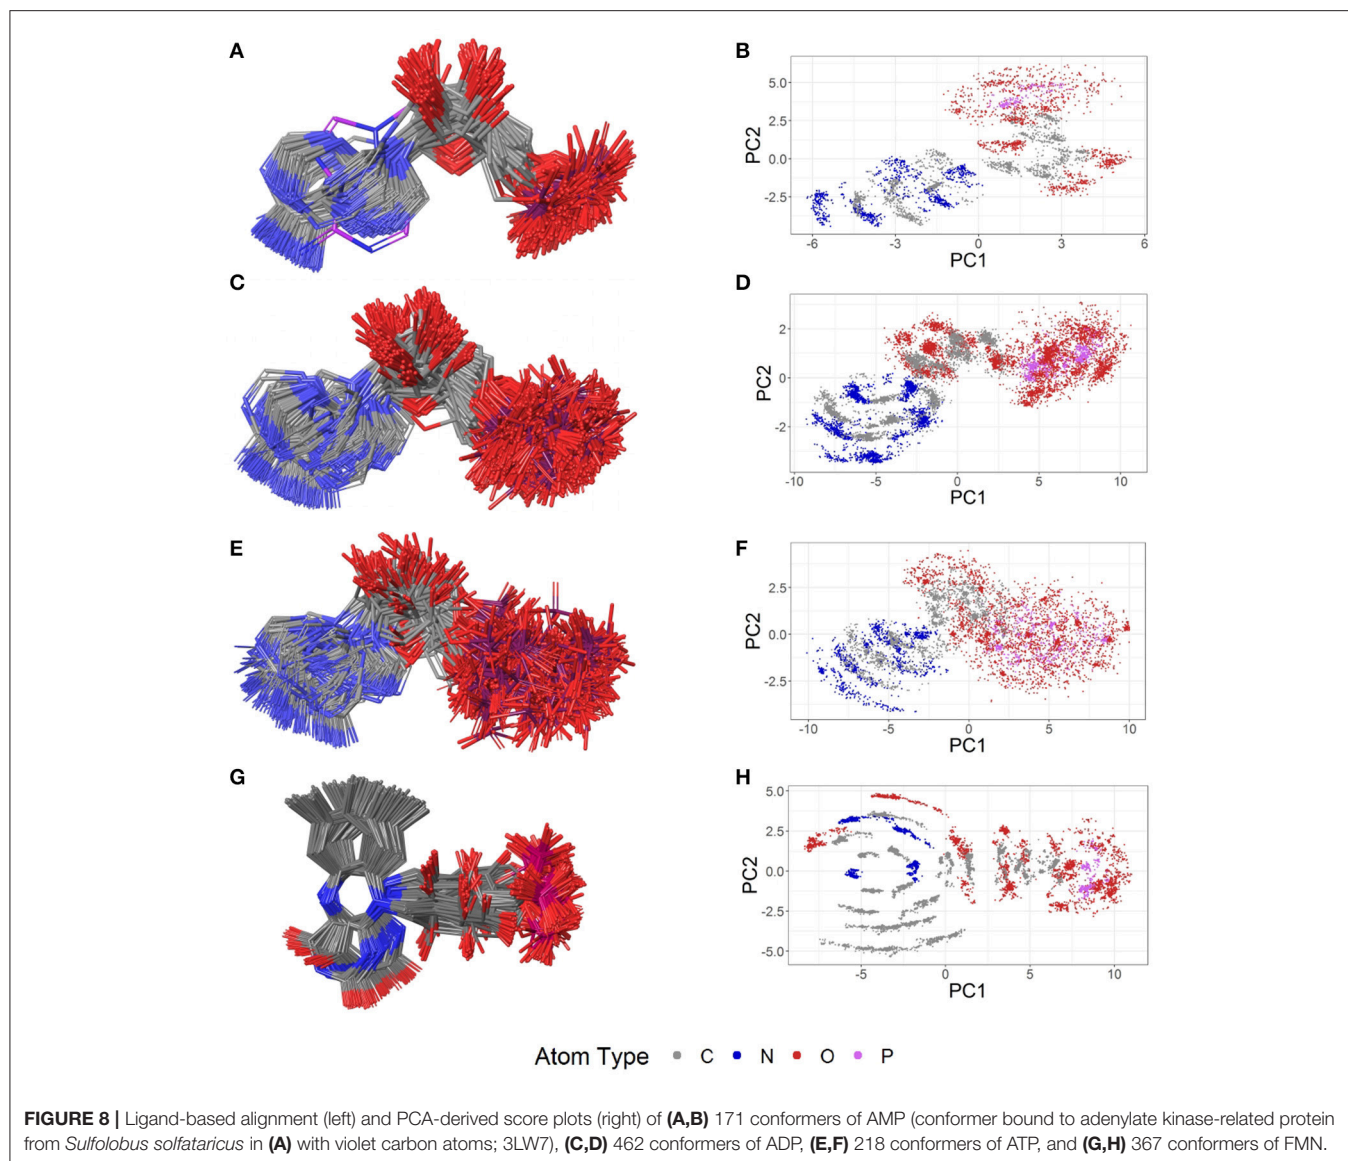 A
B
5.0
2.5
0.0
-2.5
PC2
-6 -3 0 3 6
PC1
C
D
2
0
-2
PC2
-10 -5 0 5 10
PC1
E
F
2.5
0.0
-2.5
PC2
-10 -5 0 5 10
PC1
G
H
5.0
2.5
0.0
-2.5
-5.0
PC2
-5 0 5 10
PC1
Atom Type C N O P
FIGURE 8 | Ligand-based alignment (left) and PCA-derived score plots (right) of (A,B) 171 conformers of AMP (conformer bound to adenylate kinase-related protein
from Sulfolobus solfataricus in (A) with violet carbon atoms; 3LW7), (C,D) 462 conformers of ADP, (E,F) 218 conformers of ATP, and (G,H) 367 conformers of FMN.